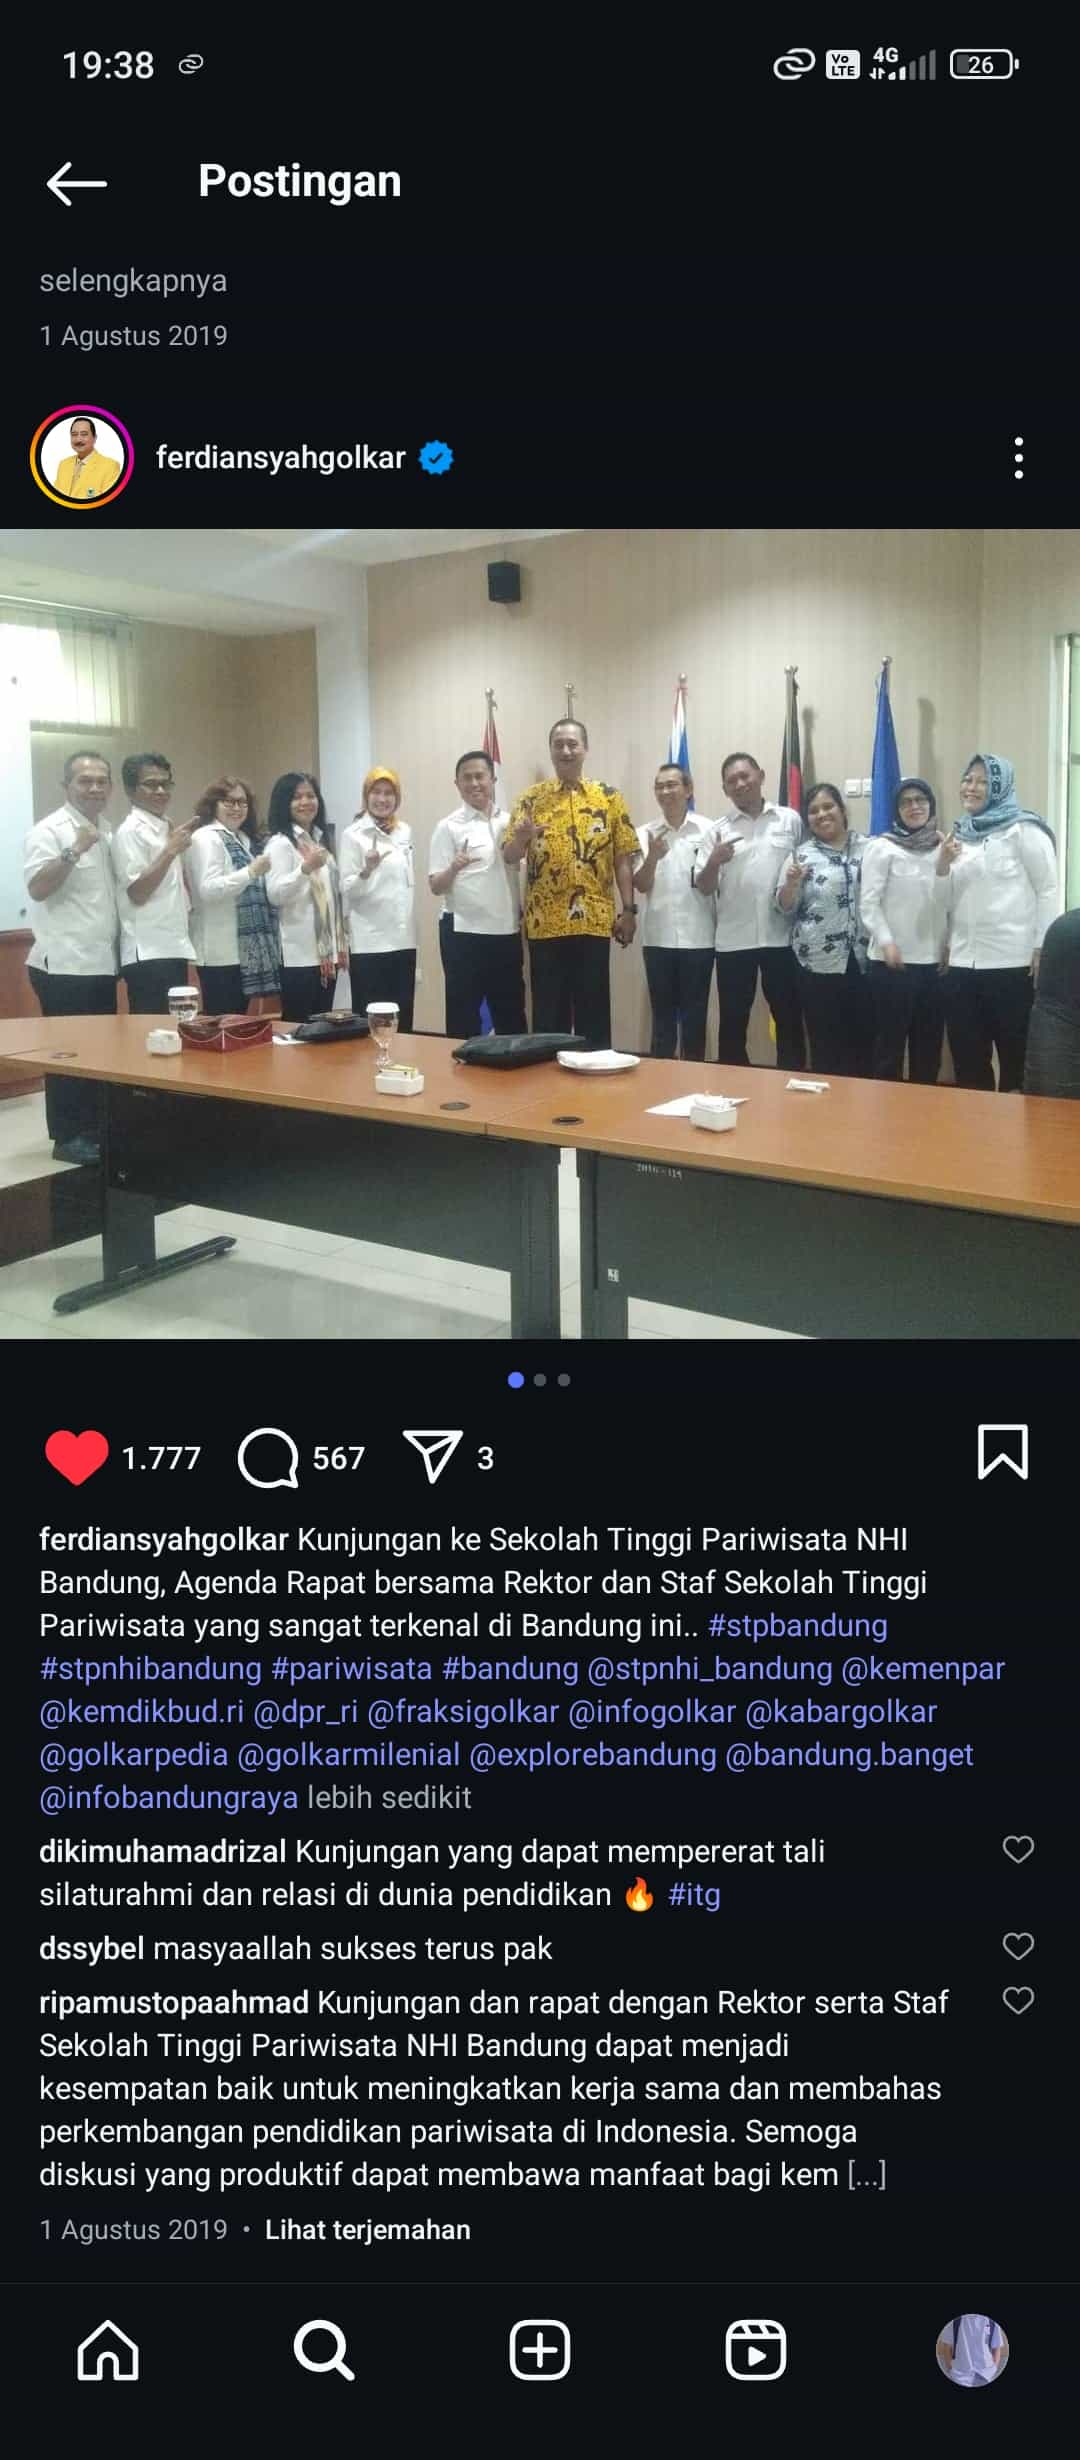 19:38
Vo LTE 4G 26
Postingan
selengkapnya
1 Agustus 2019
ferdiansyahgolkar
1.777 567 3
ferdiansyahgolkar Kunjungan ke Sekolah Tinggi Pariwisata NHI
Bandung, Agenda Rapat bersama Rektor dan Staf Sekolah Tinggi
Pariwisata yang sangat terkenal di Bandung ini.. #stpbandung
#stpnhibandung #pariwisata #bandung @stpnhi_bandung @kemenpar
@kemdikbud.ri @dpr_ri @fraksigolkar @infogolkar @kabargolkar
@golkarpedia @golkarmilenial @explorebandung @bandung.banget
@infobandungraya lebih sedikit
dikimuhamadrizal Kunjungan yang dapat mempererat tali
silaturahmi dan relasi di dunia pendidikan 🔥 #itg
dssybel masyaallah sukses terus pak
ripamustopaahmad Kunjungan dan rapat dengan Rektor serta Staf
Sekolah Tinggi Pariwisata NHI Bandung dapat menjadi
kesempatan baik untuk meningkatkan kerja sama dan membahas
perkembangan pendidikan pariwisata di Indonesia. Semoga
diskusi yang produktif dapat membawa manfaat bagi kem [...]
1 Agustus 2019 • Lihat terjemahan